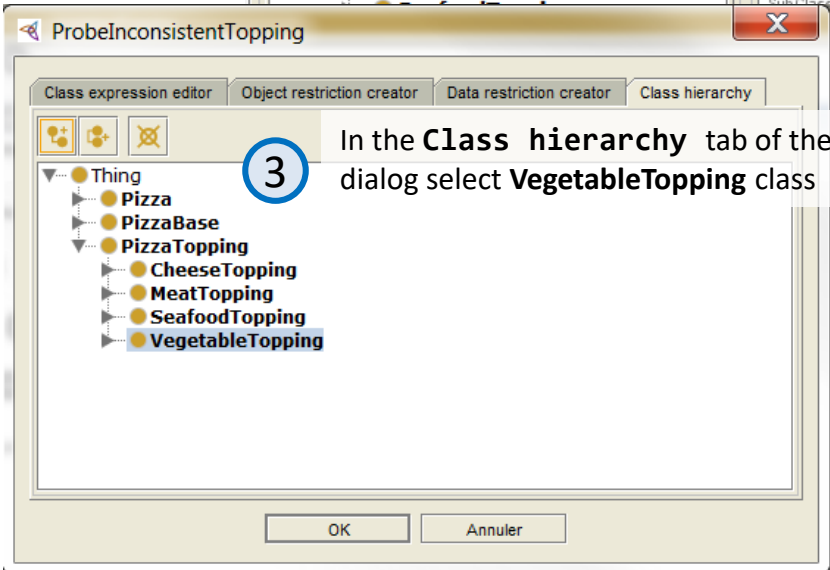 ProbeInconsistentTopping
Class expression editor Object restriction creator Data restriction creator Class hierarchy
3
In the Class hierarchy tab of the
dialog select VegetableTopping class
Thing
Pizza
PizzaBase
PizzaTopping
CheeseTopping
MeatTopping
SeafoodTopping
VegetableTopping
OK Annuler